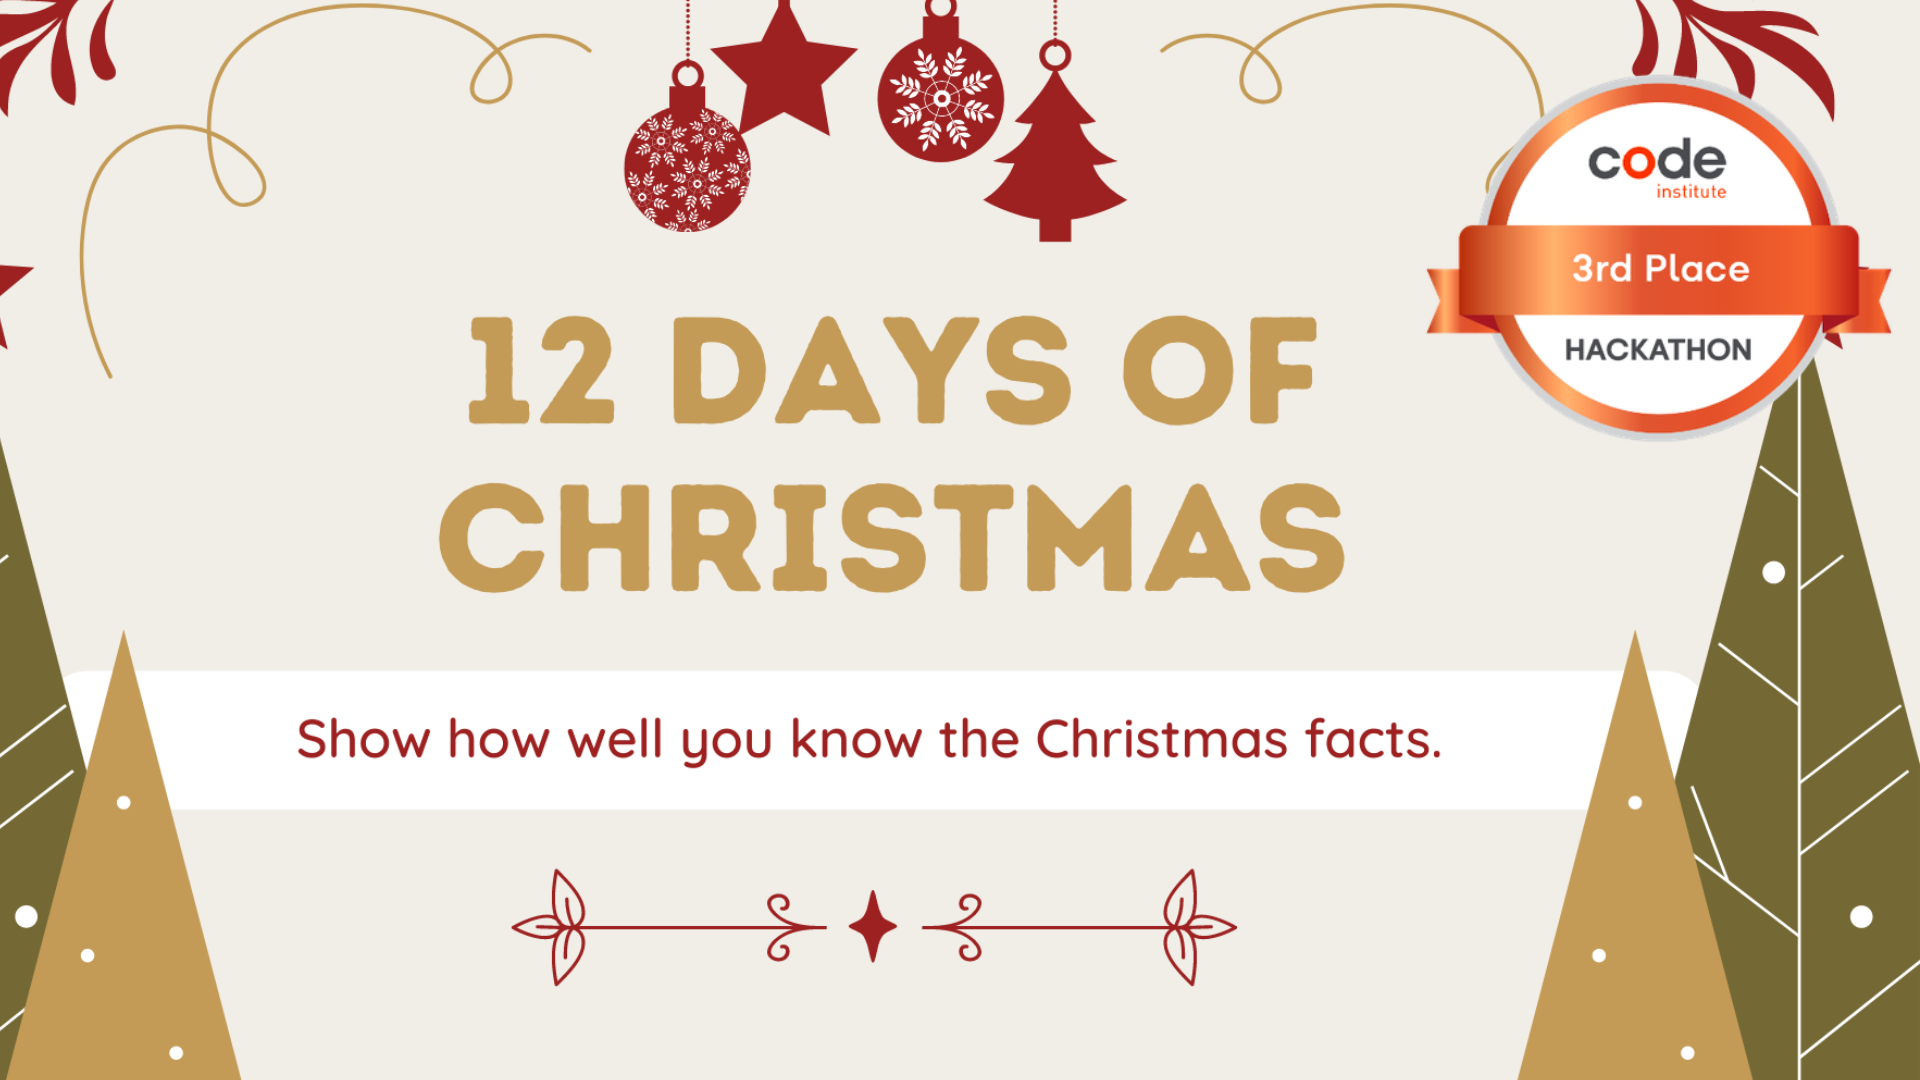 code
institute
3rd Place
HACKATHON
12 DAYS OF
CHRISTMAS
Show how well you know the Christmas facts.